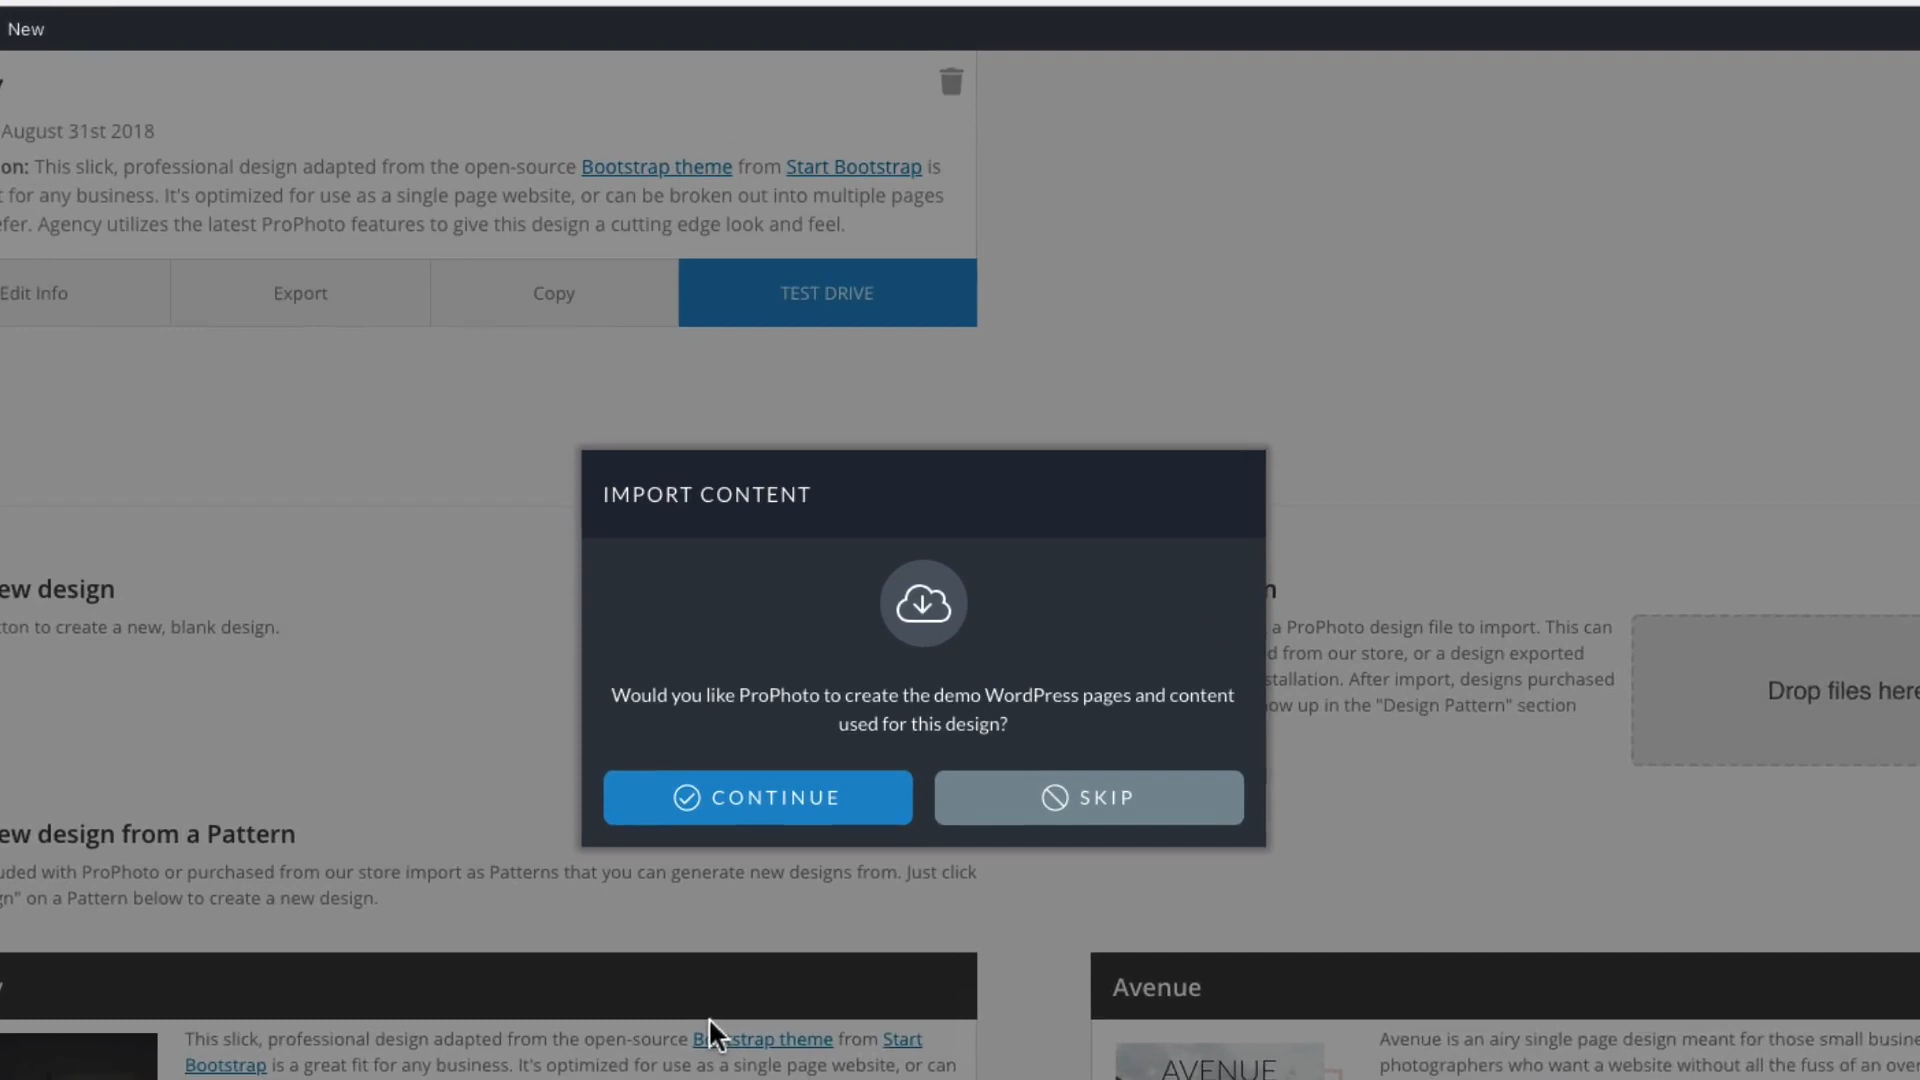 New
August 31st 2018
on: This slick, professional design adapted from the open-source Bootstrap theme from Start Bootstrap is
t for any business. It's optimized for use as a single page website, or can be broken out into multiple pages
efer. Agency utilizes the latest ProPhoto features to give this design a cutting edge look and feel.
Edit Info Export Copy TEST DRIVE
IMPORT CONTENT
Would you like ProPhoto to create the demo WordPress pages and content
used for this design?
CONTINUE SKIP
ew design
tton to create a new, blank design.
n
a ProPhoto design file to import. This can
d from our store, or a design exported
stallation. After import, designs purchased
ow up in the "Design Pattern" section
Drop files here
ew design from a Pattern
uded with ProPhoto or purchased from our store import as Patterns that you can generate new designs from. Just click
gn" on a Pattern below to create a new design.
This slick, professional design adapted from the open-source Bootstrap theme from Start
Bootstrap is a great fit for any business. It's optimized for use as a single page website, or can
Avenue
AVENUE
Avenue is an airy single page design meant for those small busine
photographers who want a website without all the fuss of an over